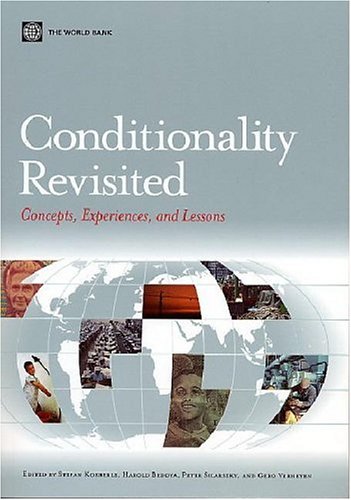 THE WORLD BANK
Conditionality
Revisited
Concepts, Experiences, and Lessons
Edited by Stefan Koeberle, Harold Bedoya, Peter Silarszky, and Gero Verheyen